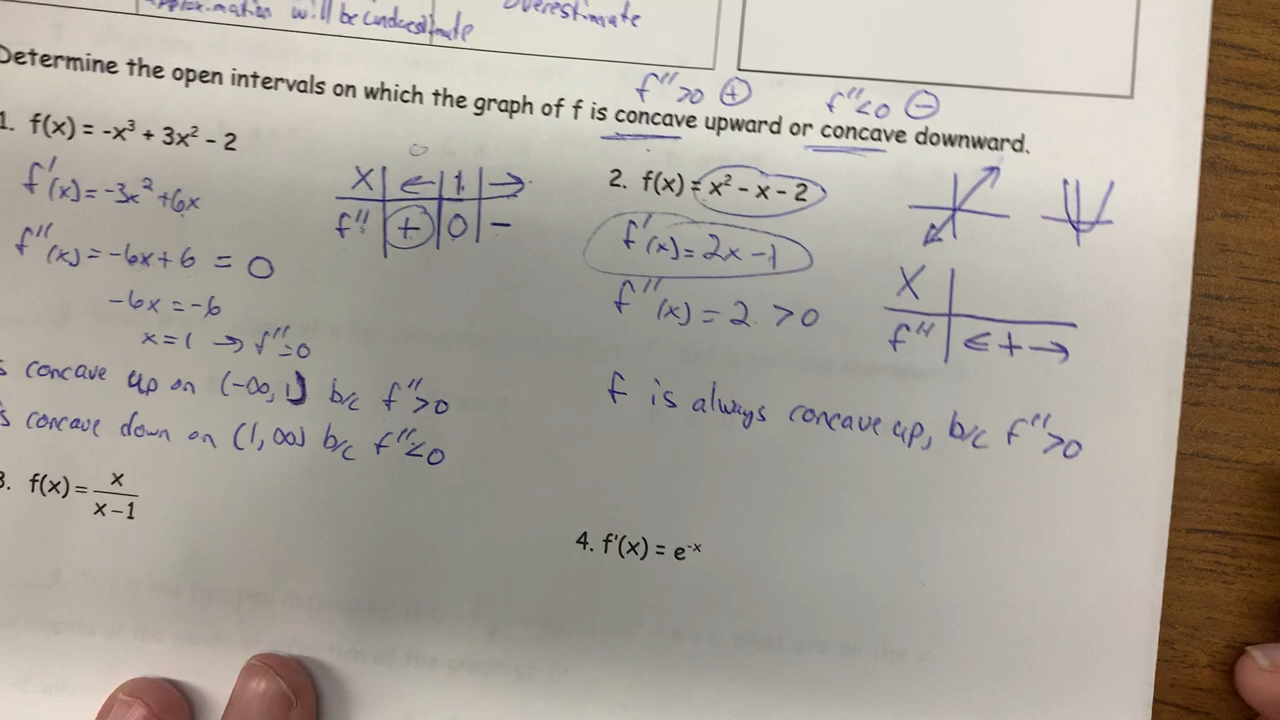 will be underestimate
overestimate
Determine the open intervals on which the graph of f is concave upward or concave downward.
f''>0 ⊕
f''<0 ⊖
1. f(x) = -x³ + 3x² - 2
f'(x) = -3x² + 6x
f''(x) = -6x + 6 = 0
-6x = -6
x = 1 → f''=0
X | ← | 1 | →
f'' | + | 0 | -
s concave up on (-∞, 1) b/c f''>0
s concave down on (1, ∞) b/c f''<0
2. f(x) = x² - x - 2
f'(x) = 2x - 1
f''(x) = 2 > 0
X |
f'' | ← + →
f is always concave up, b/c f''>0
3. f(x) = x/(x-1)
4. f'(x) = e⁻ˣ